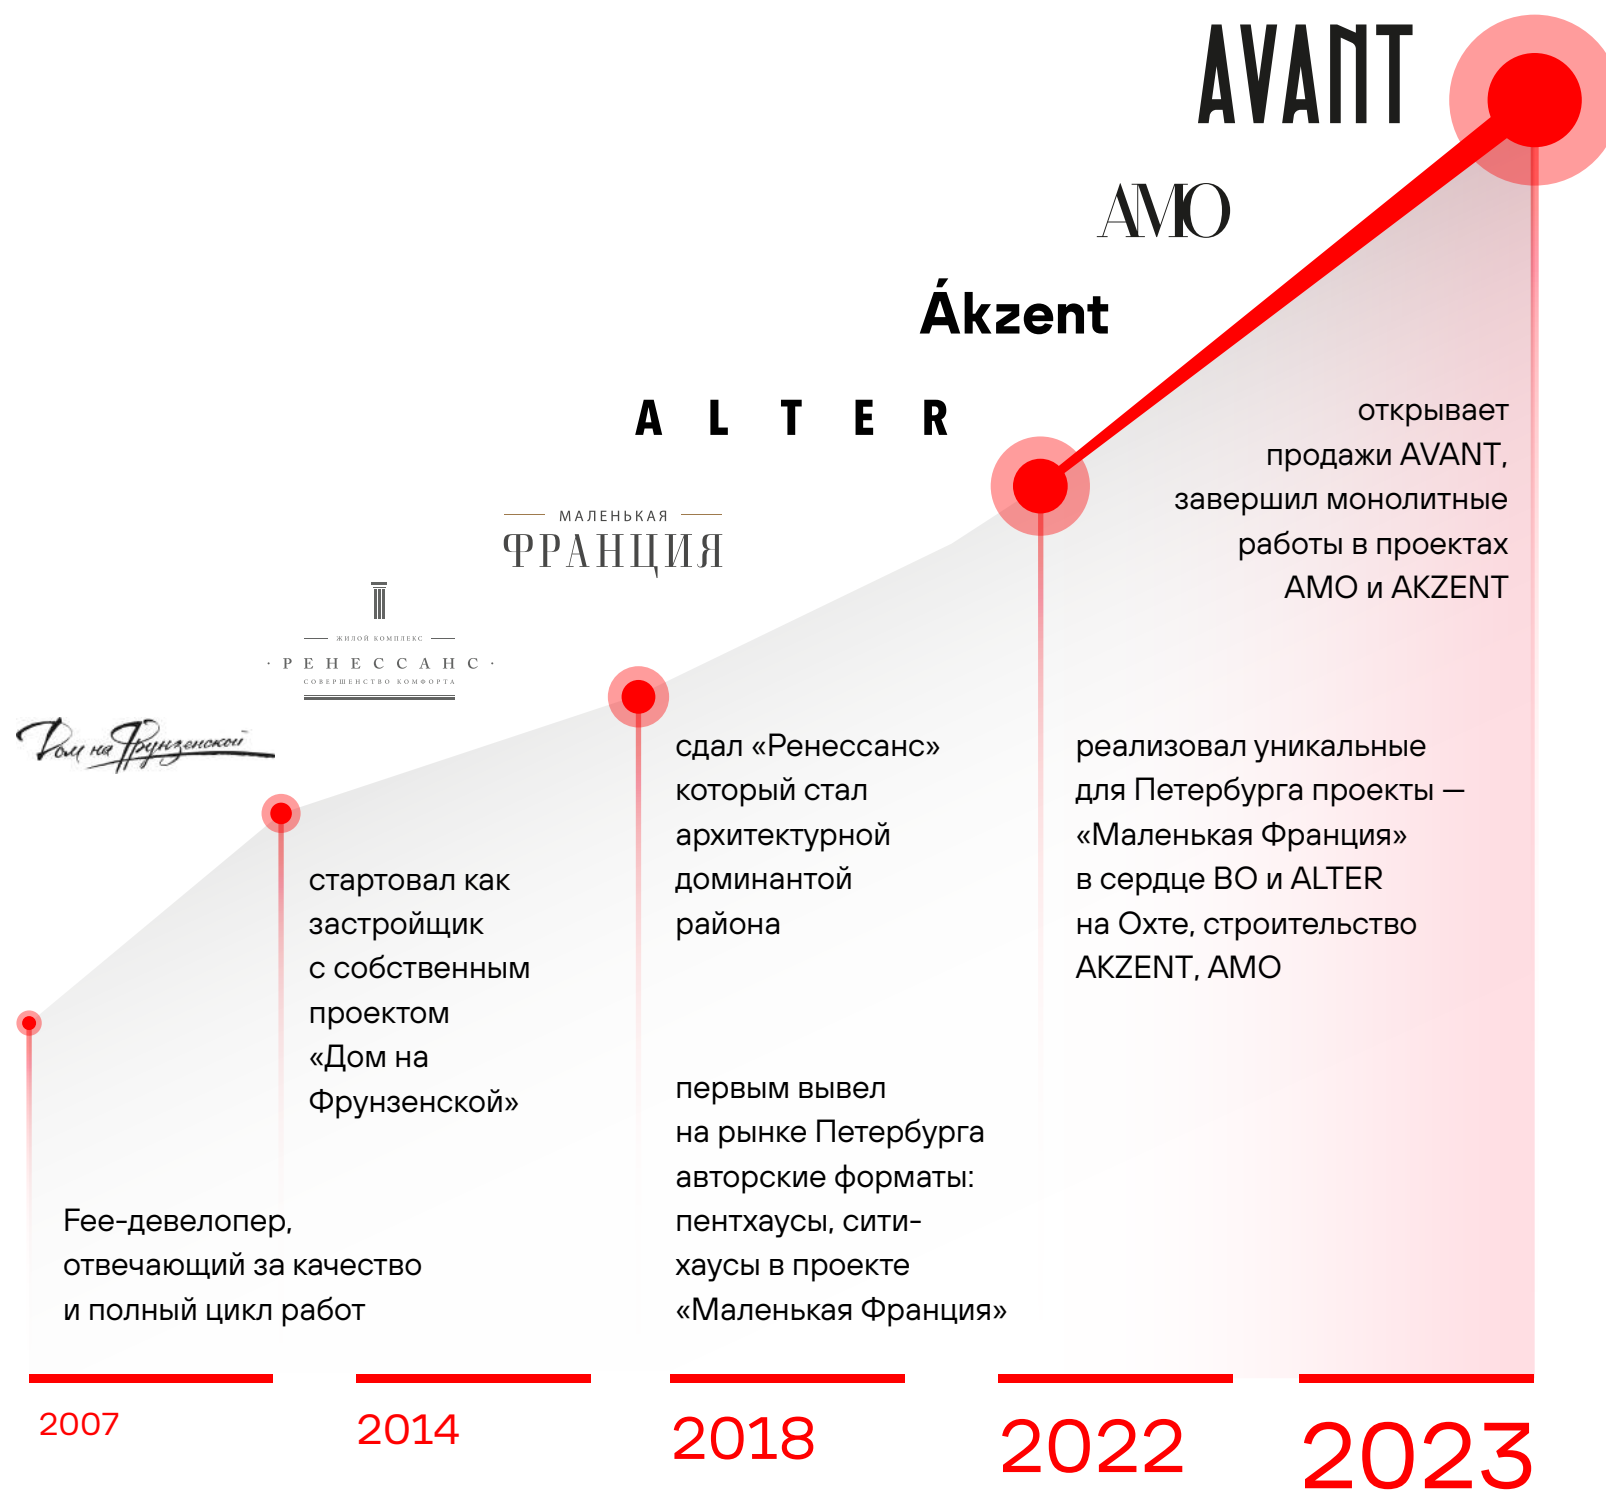 AVANT
AMO
Ákzent
ALTER
МАЛЕНЬКАЯ
ФРАНЦИЯ
ЖИЛОЙ КОМПЛЕКС
· РЕНЕССАНС ·
СОВЕРШЕНСТВО КОМФОРТА
Дом на Фрунзенской
Fee-девелопер,
отвечающий за качество
и полный цикл работ
стартовал как
застройщик
с собственным
проектом
«Дом на
Фрунзенской»
сдал «Ренессанс»
который стал
архитектурной
доминантой
района
первым вывел
на рынке Петербурга
авторские форматы:
пентхаусы, сити-
хаусы в проекте
«Маленькая Франция»
реализовал уникальные
для Петербурга проекты —
«Маленькая Франция»
в сердце ВО и ALTER
на Охте, строительство
AKZENT, AMO
открывает
продажи AVANT,
завершил монолитные
работы в проектах
AMO и AKZENT
2007
2014
2018
2022
2023